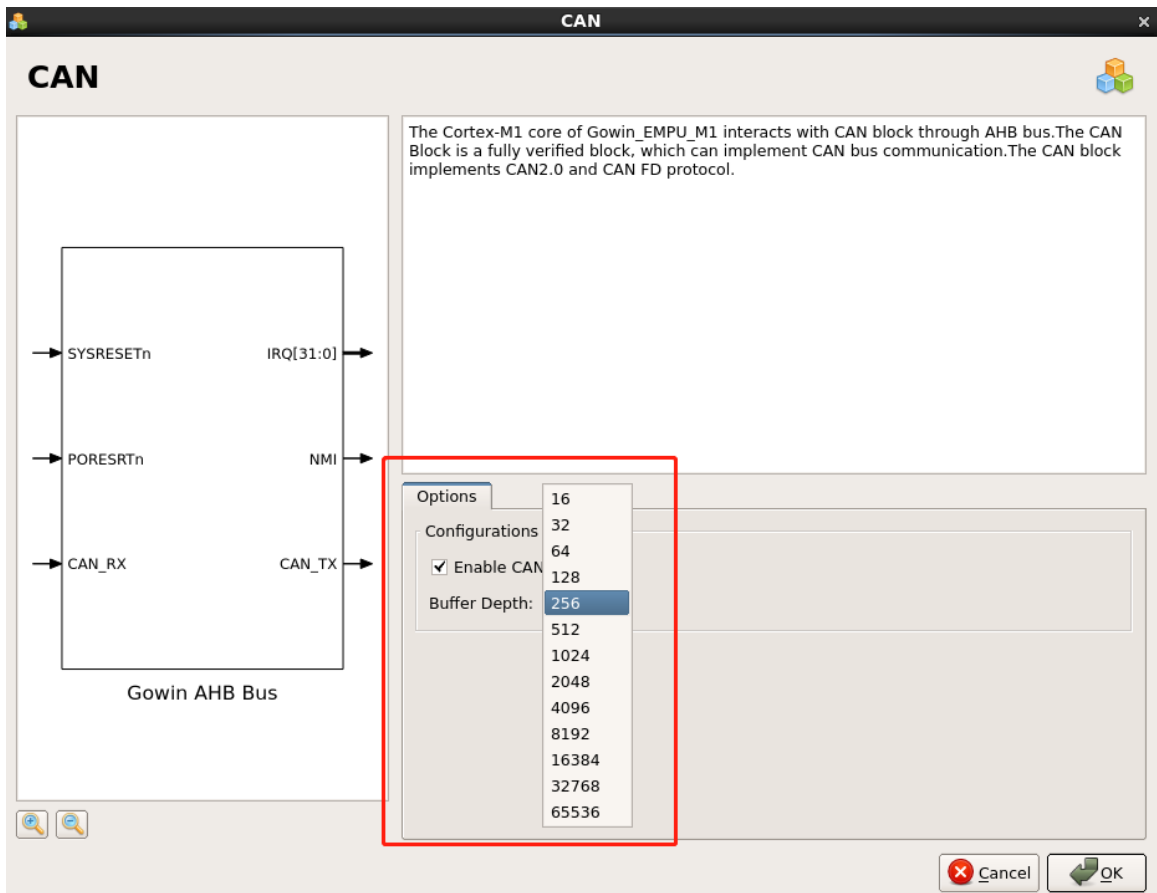 CAN
CAN
The Cortex-M1 core of Gowin_EMPU_M1 interacts with CAN block through AHB bus.The CAN
Block is a fully verified block, which can implement CAN bus communication.The CAN block
implements CAN2.0 and CAN FD protocol.
SYSRESETn IRQ[31:0]
PORESRTn NMI
CAN_RX CAN_TX
Gowin AHB Bus
Options
Configurations
Enable CAN
Buffer Depth:
16
32
64
128
256
512
1024
2048
4096
8192
16384
32768
65536
Cancel OK